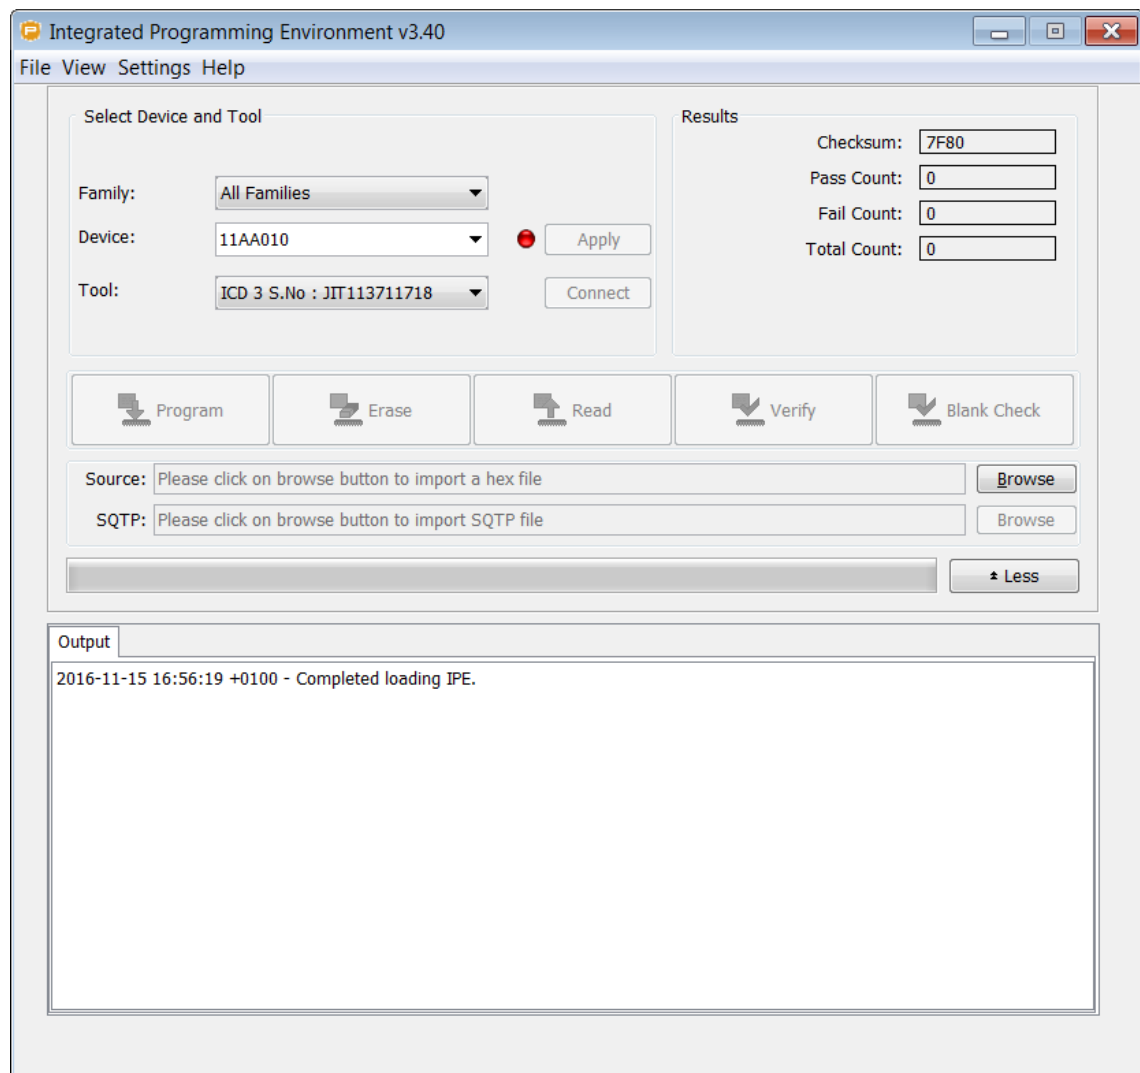 Integrated Programming Environment v3.40
File View Settings Help
Select Device and Tool
Family: All Families
Device: 11AA010 Apply
Tool: ICD 3 S.No : JIT113711718 Connect
Results
Checksum: 7F80
Pass Count: 0
Fail Count: 0
Total Count: 0
Program Erase Read Verify Blank Check
Source: Please click on browse button to import a hex file Browse
SQTP: Please click on browse button to import SQTP file Browse
Less
Output
2016-11-15 16:56:19 +0100 - Completed loading IPE.